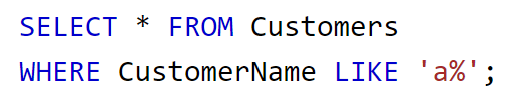 SELECT * FROM Customers
WHERE CustomerName LIKE 'a%';